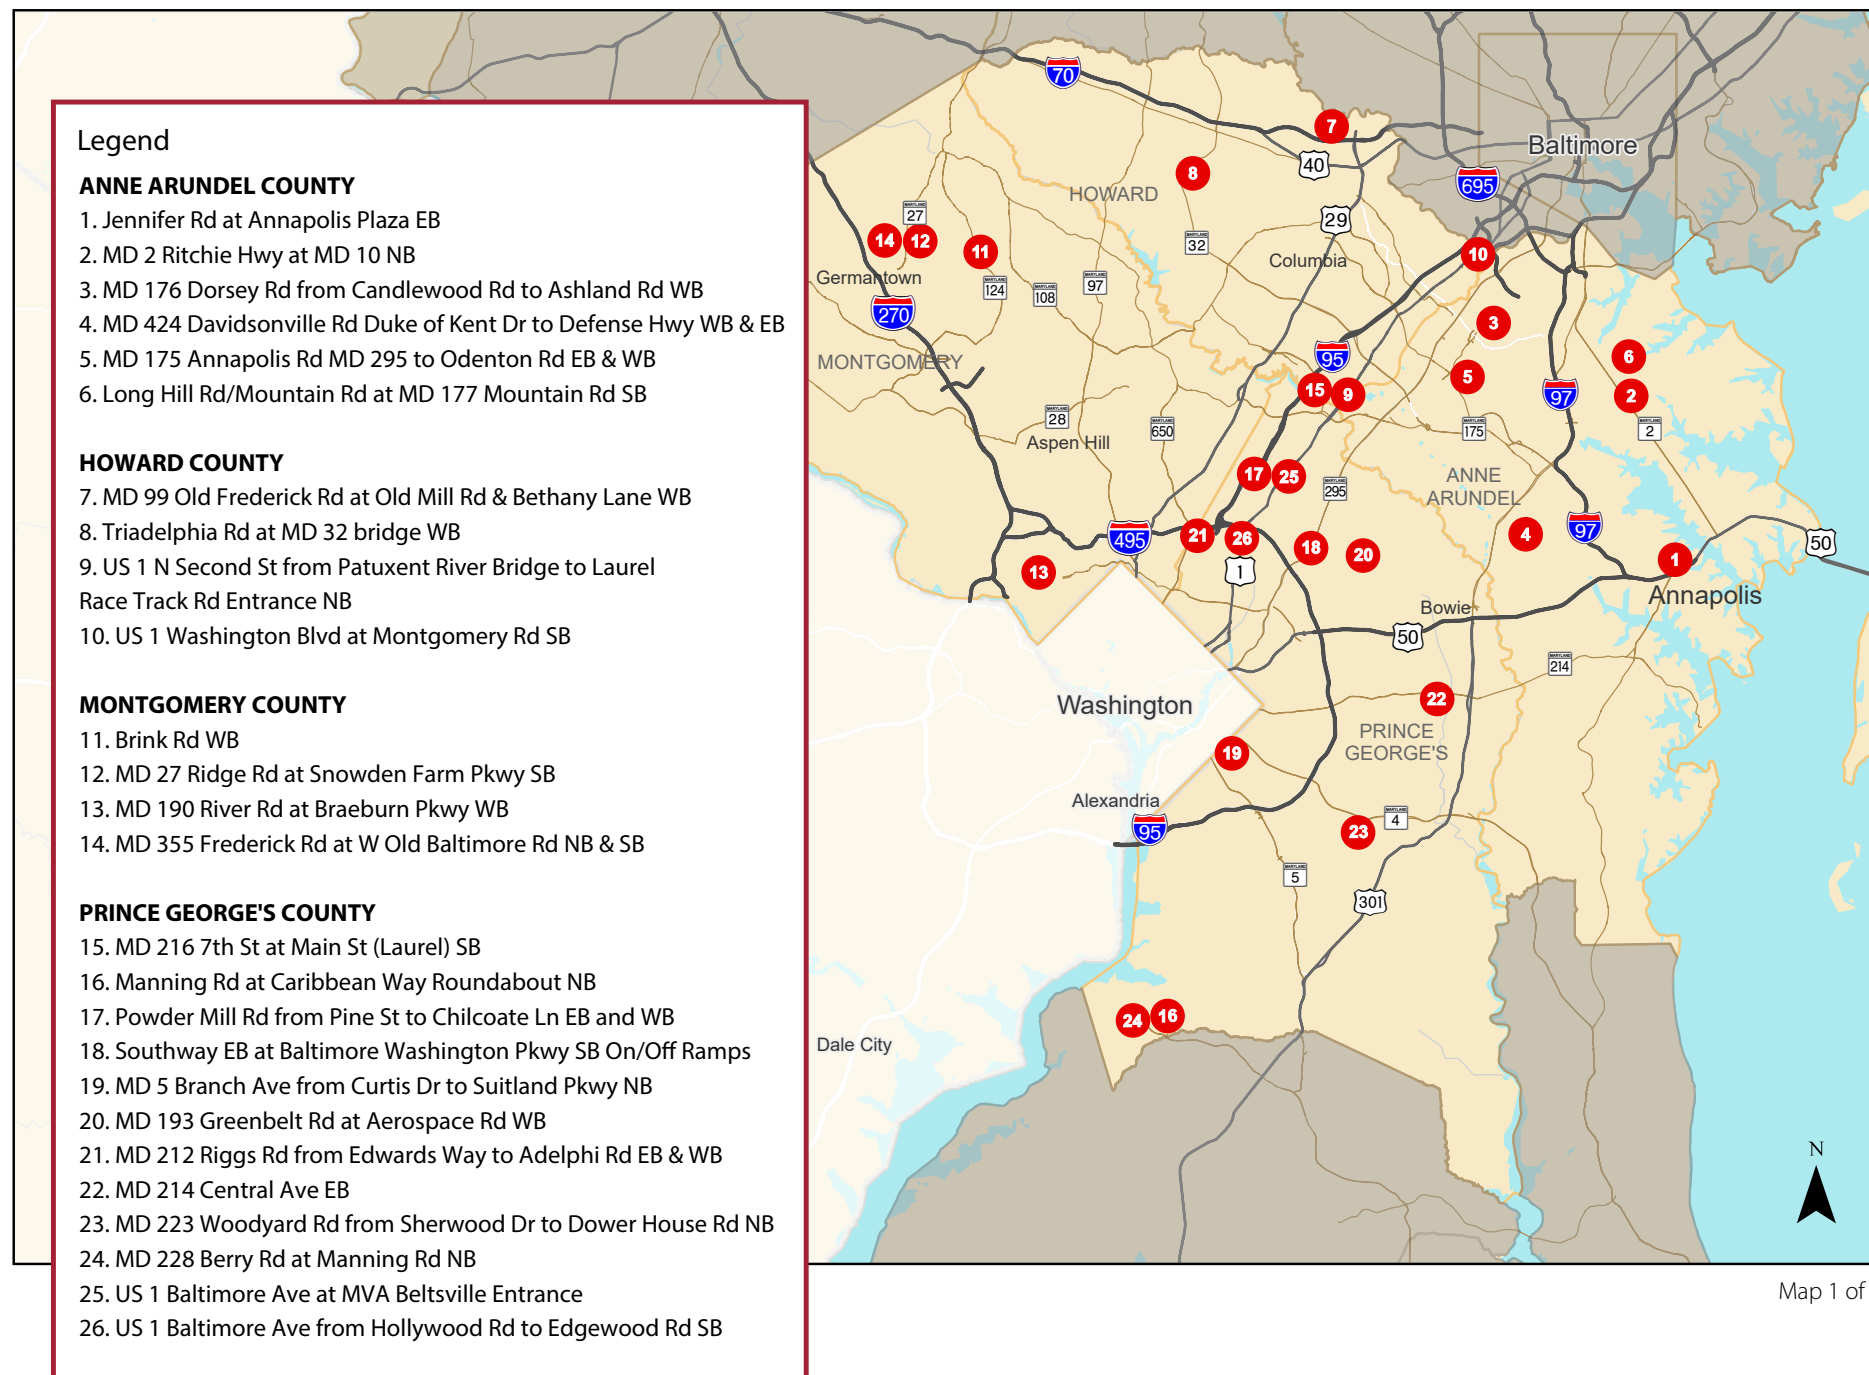 Legend
ANNE ARUNDEL COUNTY
1. Jennifer Rd at Annapolis Plaza EB
2. MD 2 Ritchie Hwy at MD 10 NB
3. MD 176 Dorsey Rd from Candlewood Rd to Ashland Rd WB
4. MD 424 Davidsonville Rd Duke of Kent Dr to Defense Hwy WB & EB
5. MD 175 Annapolis Rd MD 295 to Odenton Rd EB & WB
6. Long Hill Rd/Mountain Rd at MD 177 Mountain Rd SB
HOWARD COUNTY
7. MD 99 Old Frederick Rd at Old Mill Rd & Bethany Lane WB
8. Triadelphia Rd at MD 32 bridge WB
9. US 1 N Second St from Patuxent River Bridge to Laurel
Race Track Rd Entrance NB
10. US 1 Washington Blvd at Montgomery Rd SB
MONTGOMERY COUNTY
11. Brink Rd WB
12. MD 27 Ridge Rd at Snowden Farm Pkwy SB
13. MD 190 River Rd at Braeburn Pkwy WB
14. MD 355 Frederick Rd at W Old Baltimore Rd NB & SB
PRINCE GEORGE'S COUNTY
15. MD 216 7th St at Main St (Laurel) SB
16. Manning Rd at Caribbean Way Roundabout NB
17. Powder Mill Rd from Pine St to Chilcoate Ln EB and WB
18. Southway EB at Baltimore Washington Pkwy SB On/Off Ramps
19. MD 5 Branch Ave from Curtis Dr to Suitland Pkwy NB
20. MD 193 Greenbelt Rd at Aerospace Rd WB
21. MD 212 Riggs Rd from Edwards Way to Adelphi Rd EB & WB
22. MD 214 Central Ave EB
23. MD 223 Woodyard Rd from Sherwood Dr to Dower House Rd NB
24. MD 228 Berry Rd at Manning Rd NB
25. US 1 Baltimore Ave at MVA Beltsville Entrance
26. US 1 Baltimore Ave from Hollywood Rd to Edgewood Rd SB
70
7
Baltimore
40
8
695
HOWARD
MARYLAND
27
29
14
12
11
MARYLAND
32
10
Columbia
Germantown
MARYLAND
124
MARYLAND
108
MARYLAND
97
270
3
MONTGOMERY
95
6
5
15
9
97
2
MARYLAND
28
Aspen Hill
MARYLAND
650
MARYLAND
175
MARYLAND
2
17
25
MARYLAND
295
ANNE
ARUNDEL
495
21
26
18
20
4
97
50
1
13
1
Annapolis
Bowie
50
MARYLAND
214
Washington
22
PRINCE
GEORGE'S
19
Alexandria
95
MARYLAND
4
23
MARYLAND
5
301
24
16
Dale City
N
Map 1 of